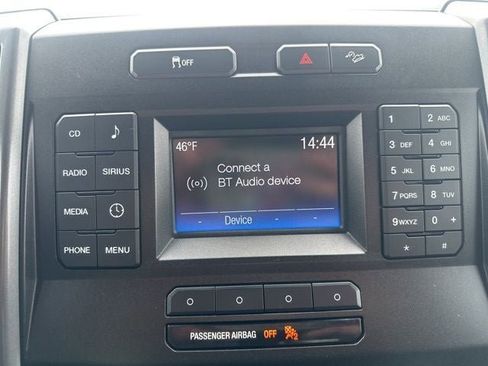 OFF
CD
RADIO SIRIUS
MEDIA
PHONE MENU
46°F 14:44
Connect a
BT Audio device
- Device - -
1 2 ABC
3 DEF 4 GHI
5 JKL 6 MNO
7 PQRS 8 TUV
9 WXYZ 0 +
* #
PASSENGER AIRBAG OFF 2